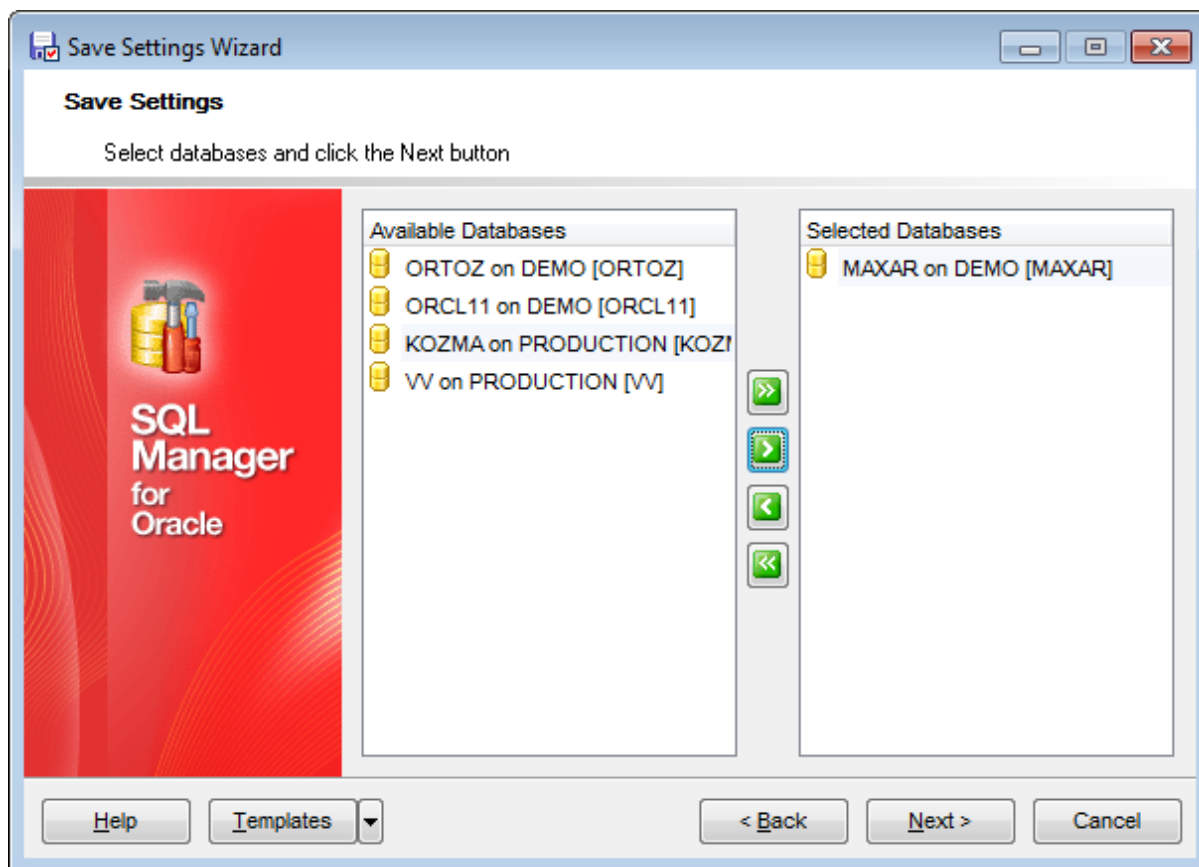 Save Settings Wizard
Save Settings
Select databases and click the Next button
SQL
Manager
for
Oracle
Available Databases
ORTOZ on DEMO [ORTOZ]
ORCL11 on DEMO [ORCL11]
KOZMA on PRODUCTION [KOZM
VV on PRODUCTION [VV]
Selected Databases
MAXAR on DEMO [MAXAR]
Help
Templates
< Back
Next >
Cancel